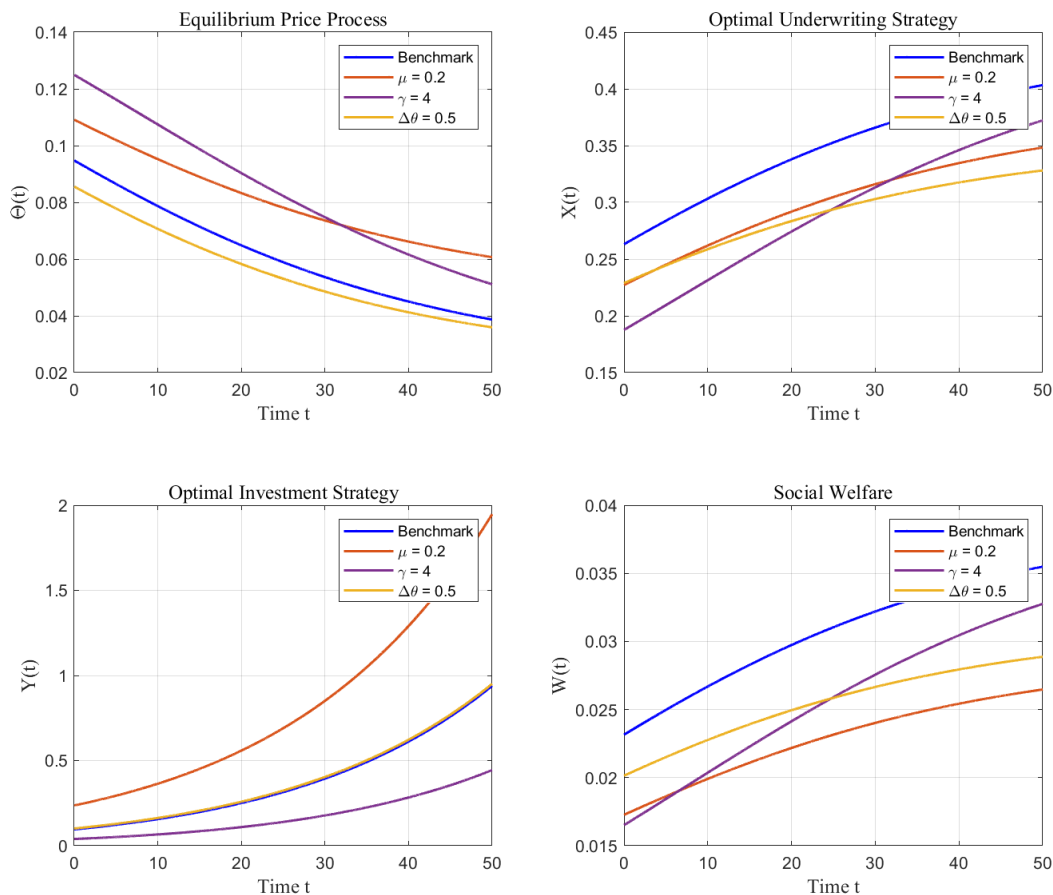 Equilibrium Price Process
0.14
0.12
0.1
0.08
0.06
0.04
0.02
Θ(t)
Benchmark
μ = 0.2
γ = 4
Δθ = 0.5
0 10 20 30 40 50
Time t
Optimal Underwriting Strategy
0.45
0.4
0.35
0.3
0.25
0.2
0.15
X(t)
Benchmark
μ = 0.2
γ = 4
Δθ = 0.5
0 10 20 30 40 50
Time t
Optimal Investment Strategy
2
1.5
1
0.5
0
Y(t)
Benchmark
μ = 0.2
γ = 4
Δθ = 0.5
0 10 20 30 40 50
Time t
Social Welfare
0.04
0.035
0.03
0.025
0.02
0.015
W(t)
Benchmark
μ = 0.2
γ = 4
Δθ = 0.5
0 10 20 30 40 50
Time t